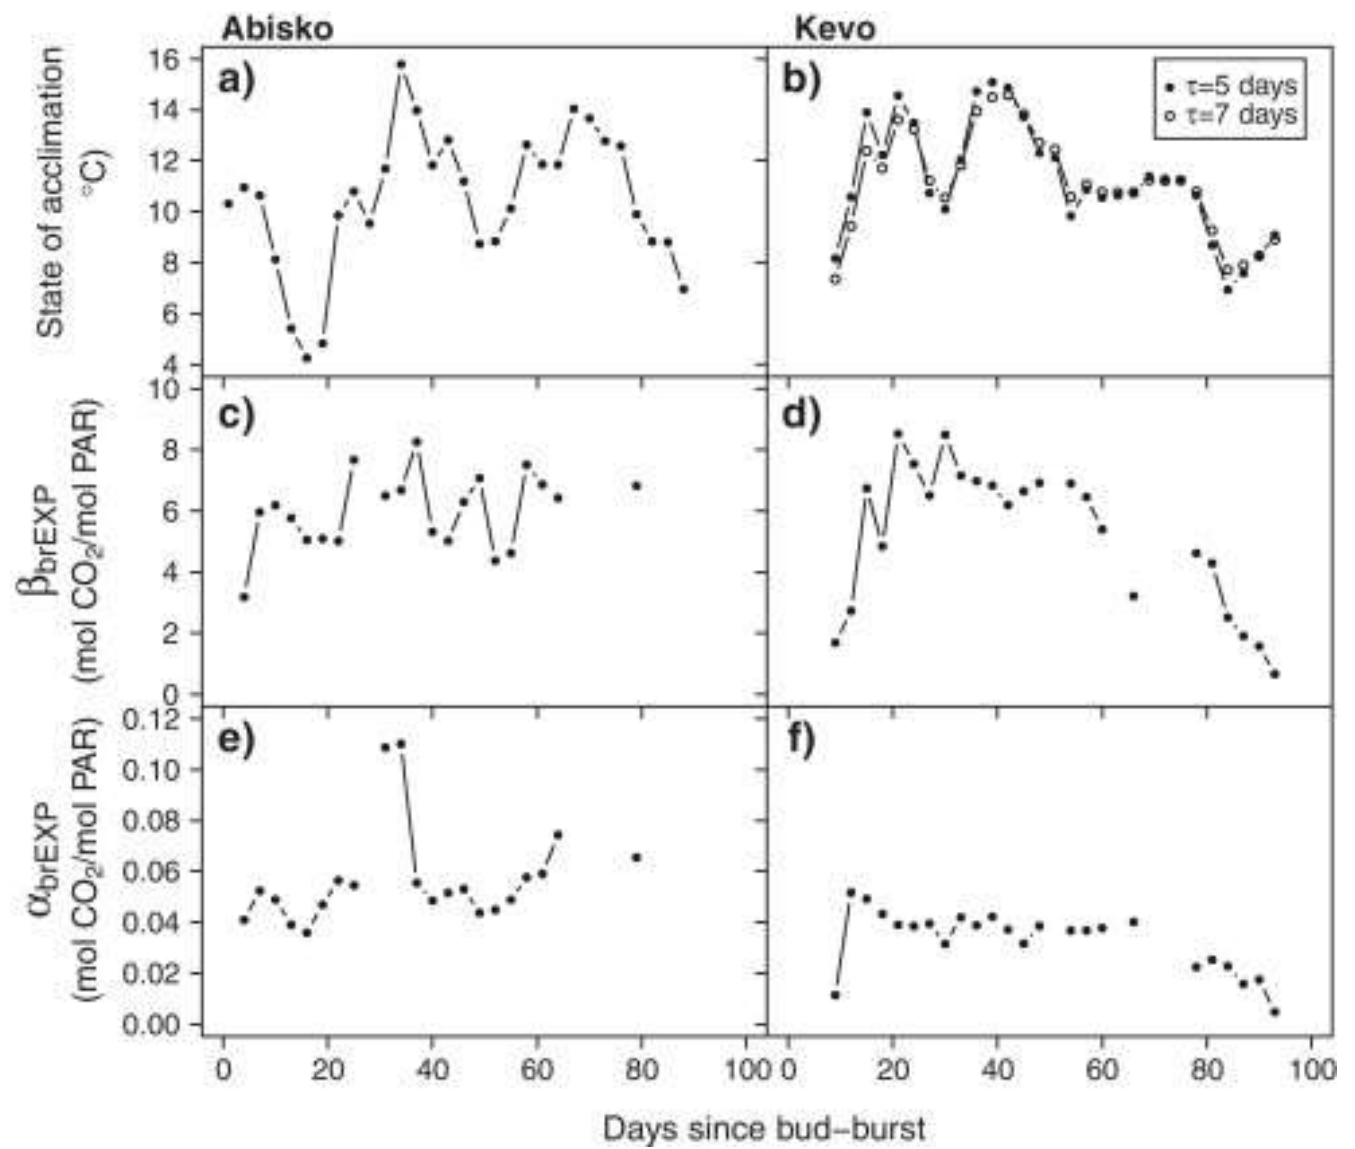 Abisko
Kevo
State of acclimation
°C)
16
14
12
10
8
6
4
a)
b)
τ=5 days
τ=7 days
βbrEXP
(mol CO2/mol PAR)
10
8
6
4
2
0
c)
d)
αbrEXP
(mol CO2/mol PAR)
0.12
0.10
0.08
0.06
0.04
0.02
0.00
e)
f)
0 20 40 60 80 100 0 20 40 60 80 100
Days since bud–burst